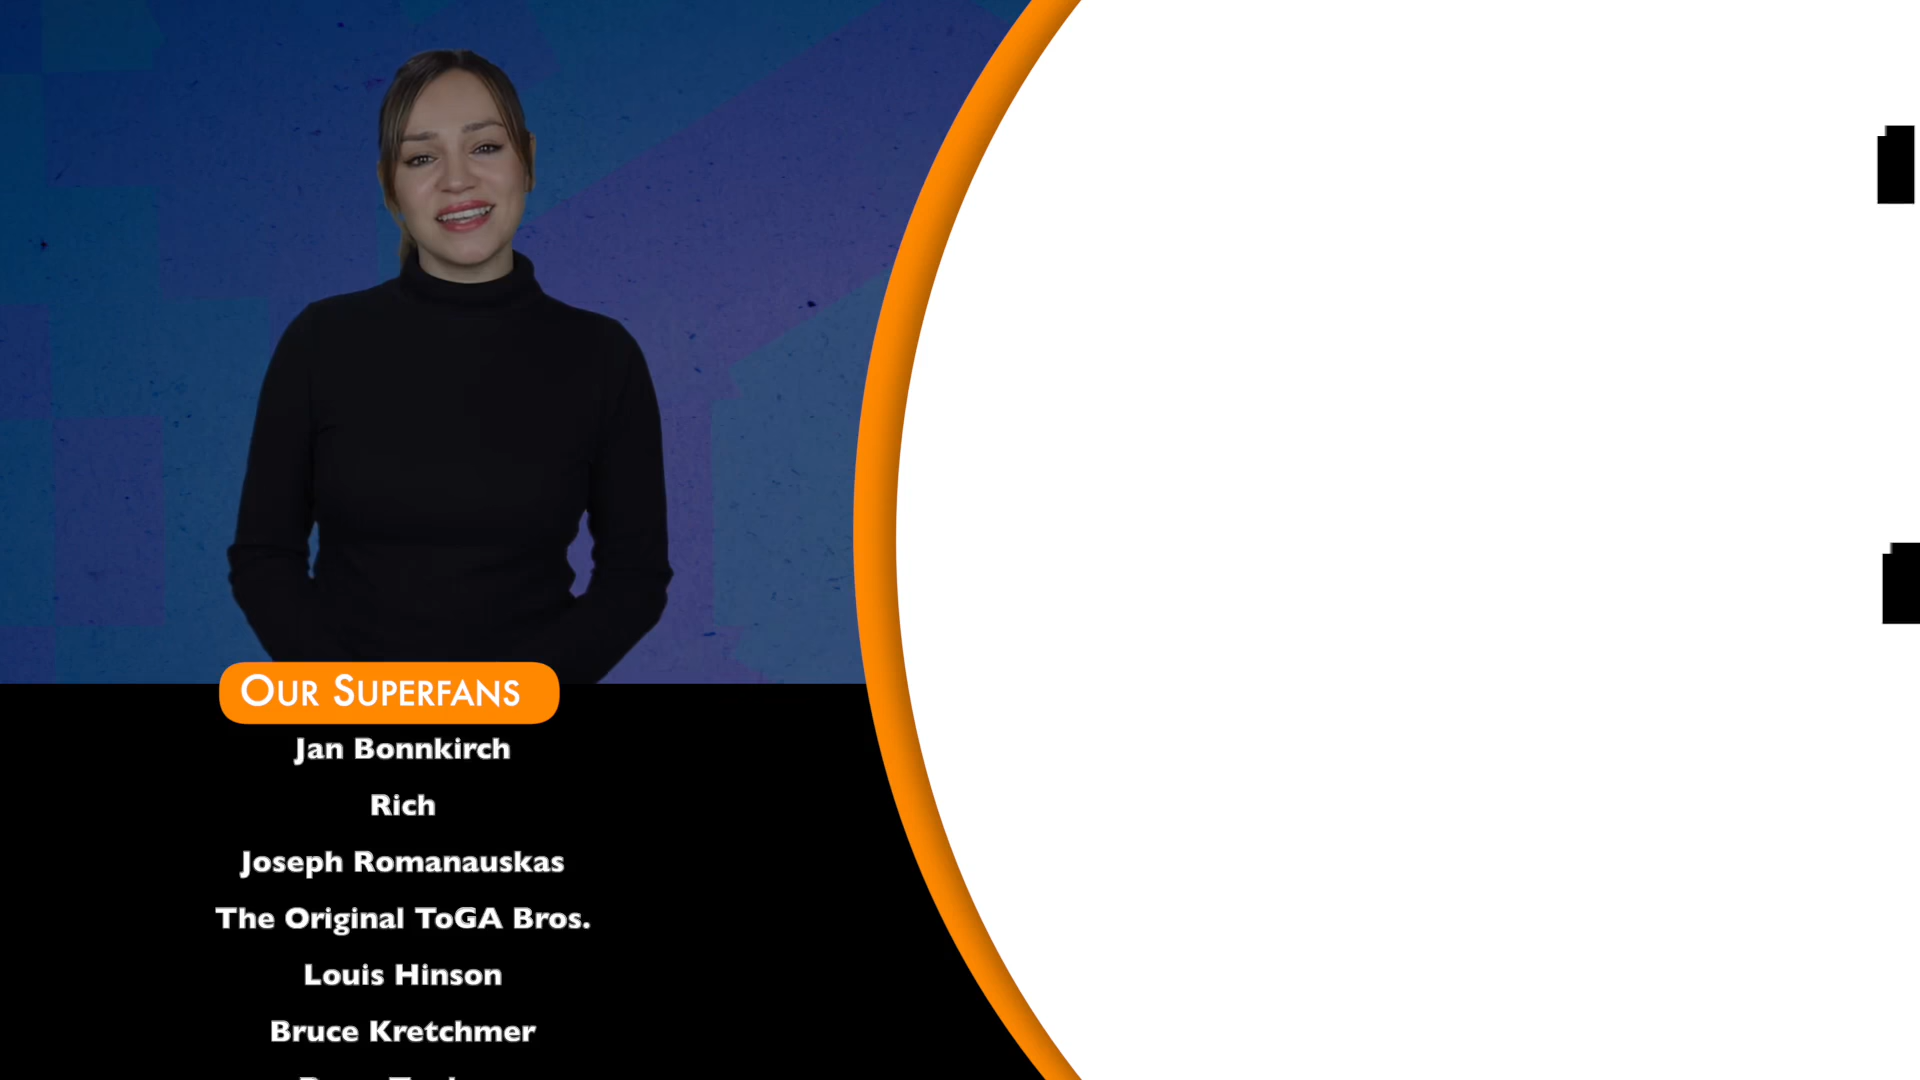 Our Superfans
Jan Bonnkirch
Rich
Joseph Romanauskas
The Original ToGA Bros.
Louis Hinson
Bruce Kretchmer